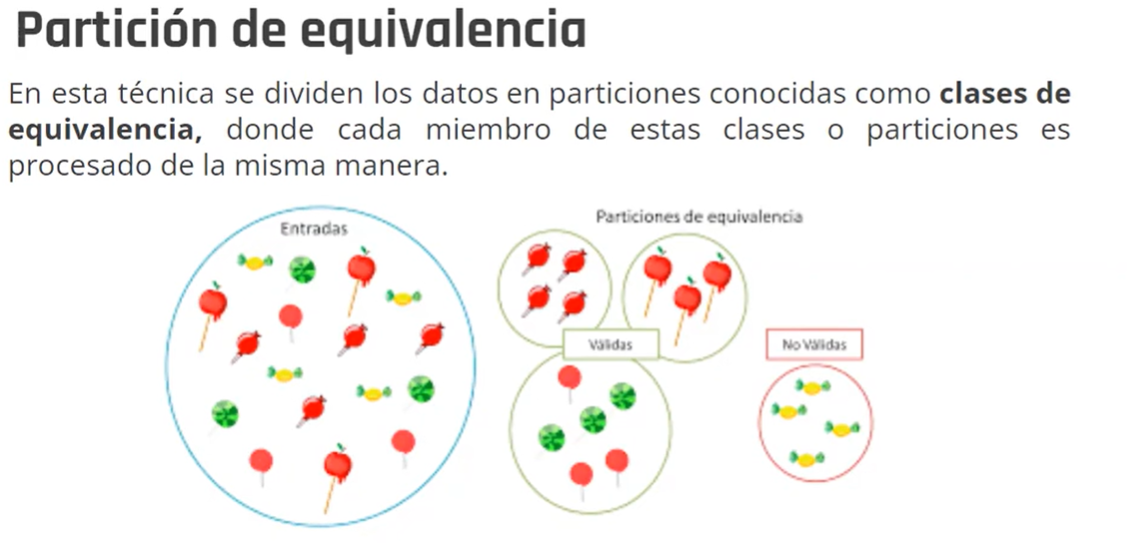 Partición de equivalencia
En esta técnica se dividen los datos en particiones conocidas como clases de
equivalencia, donde cada miembro de estas clases o particiones es
procesado de la misma manera.
Entradas
Particiones de equivalencia
Válidas
No Válidas